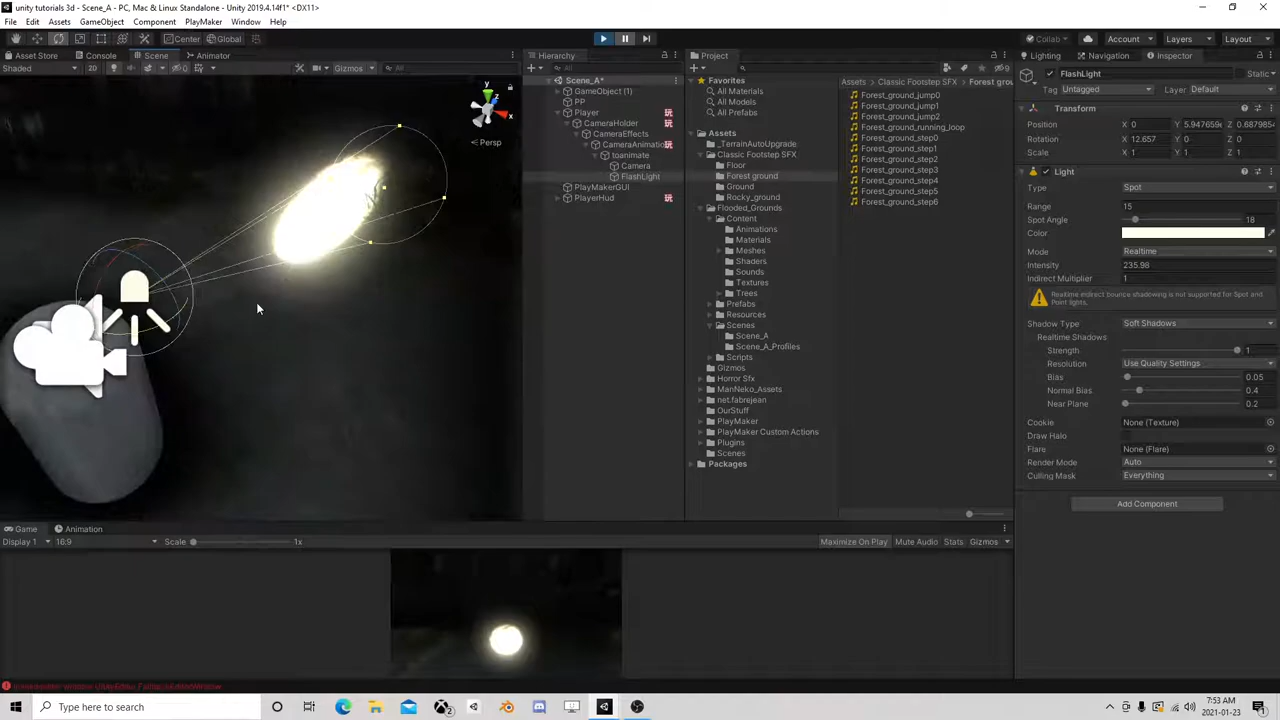 unity tutorials 3d - Scene_A - PC, Mac & Linux Standalone - Unity 2019.4.14f1* <DX11>
File Edit Assets GameObject Component PlayMaker Window Help
Center Global
Collab Account Layers Layout
Asset Store Console Scene Animator
Shaded 2D 0 Gizmos All
y
z
x
Persp
Hierarchy
All
Scene_A*
GameObject (1)
PP
Player
CameraHolder
CameraEffects
CameraAnimatio
toanimate
Camera
FlashLight
PlayMakerGUI
PlayerHud
Project
9
Favorites
All Materials
All Models
All Prefabs
Assets
_TerrainAutoUpgrade
Classic Footstep SFX
Floor
Forest ground
Ground
Rocky_ground
Flooded_Grounds
Content
Animations
Materials
Meshes
Shaders
Sounds
Textures
Trees
Prefabs
Resources
Scenes
Scene_A
Scene_A_Profiles
Scripts
Gizmos
Horror Sfx
ManNeko_Assets
net.fabrejean
OurStuff
PlayMaker
PlayMaker Custom Actions
Plugins
Scenes
Packages
Assets Classic Footstep SFX Forest grou
Forest_ground_jump0
Forest_ground_jump1
Forest_ground_jump2
Forest_ground_running_loop
Forest_ground_step0
Forest_ground_step1
Forest_ground_step2
Forest_ground_step3
Forest_ground_step4
Forest_ground_step5
Forest_ground_step6
Lighting Navigation Inspector
FlashLight Static
Tag Untagged Layer Default
Transform
Position X 0 Y 5.947659e Z 0.687985
Rotation X 12.657 Y 0 Z 0
Scale X 1 Y 1 Z 1
Light
Type Spot
Range 15
Spot Angle 18
Color
Mode Realtime
Intensity 235.98
Indirect Multiplier 1
Realtime indirect bounce shadowing is not supported for Spot and Point lights.
Shadow Type Soft Shadows
Realtime Shadows
Strength 1
Resolution Use Quality Settings
Bias 0.05
Normal Bias 0.4
Near Plane 0.2
Cookie None (Texture)
Draw Halo
Flare None (Flare)
Render Mode Auto
Culling Mask Everything
Add Component
Game Animation
Display 1 16:9 Scale 1x Maximize On Play Mute Audio Stats Gizmos
Type here to search
7:53 AM
2021-01-23